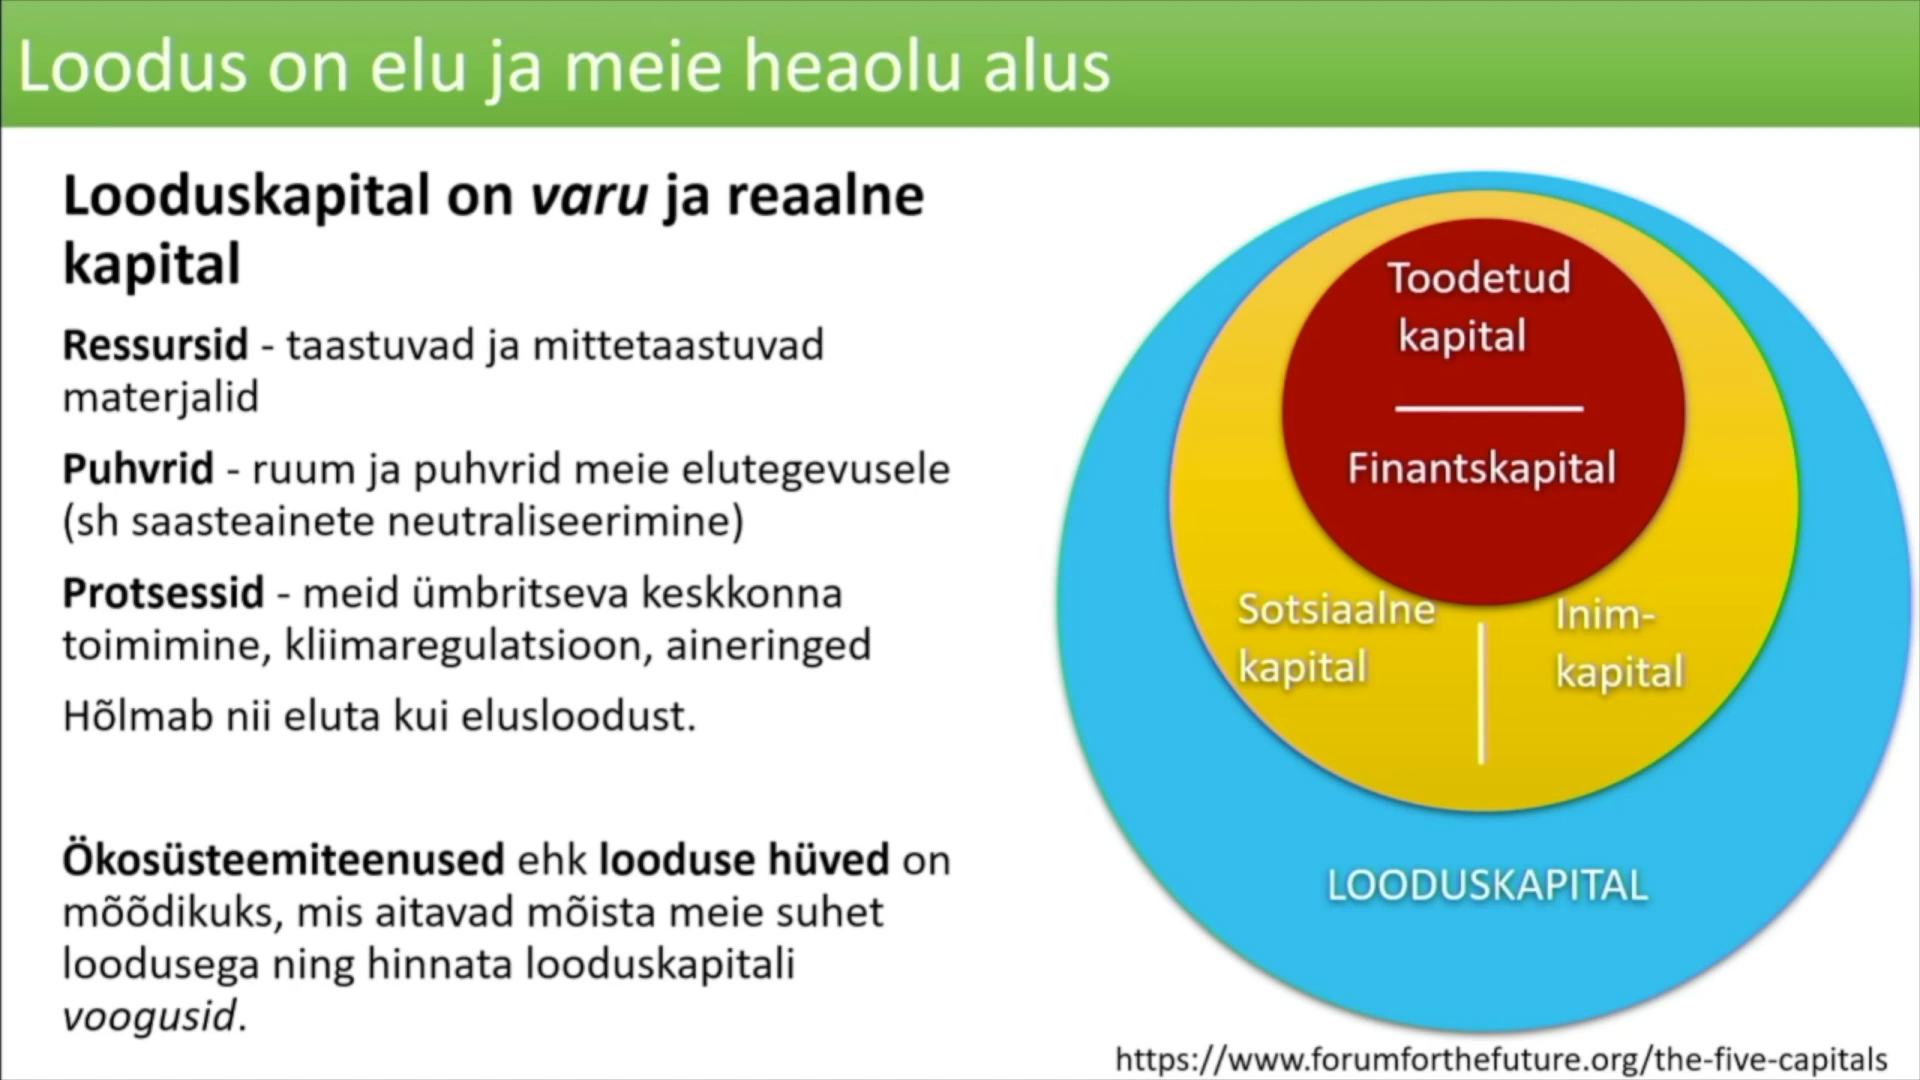 Loodus on elu ja meie heaolu alus
Looduskapital on varu ja reaalne
kapital
Ressursid - taastuvad ja mittetaastuvad
materjalid
Puhvrid - ruum ja puhvrid meie elutegevusele
(sh saasteainete neutraliseerimine)
Protsessid - meid ümbritseva keskkonna
toimimine, kliimaregulatsioon, aineringed
Hõlmab nii eluta kui elusloodust.
Ökosüsteemiteenused ehk looduse hüved on
mõõdikuks, mis aitavad mõista meie suhet
loodusega ning hinnata looduskapitali
voogusid.
Toodetud
kapital
Finantskapital
Sotsiaalne
kapital
Inim-
kapital
LOODUSKAPITAL
https://www.forumforthefuture.org/the-five-capitals